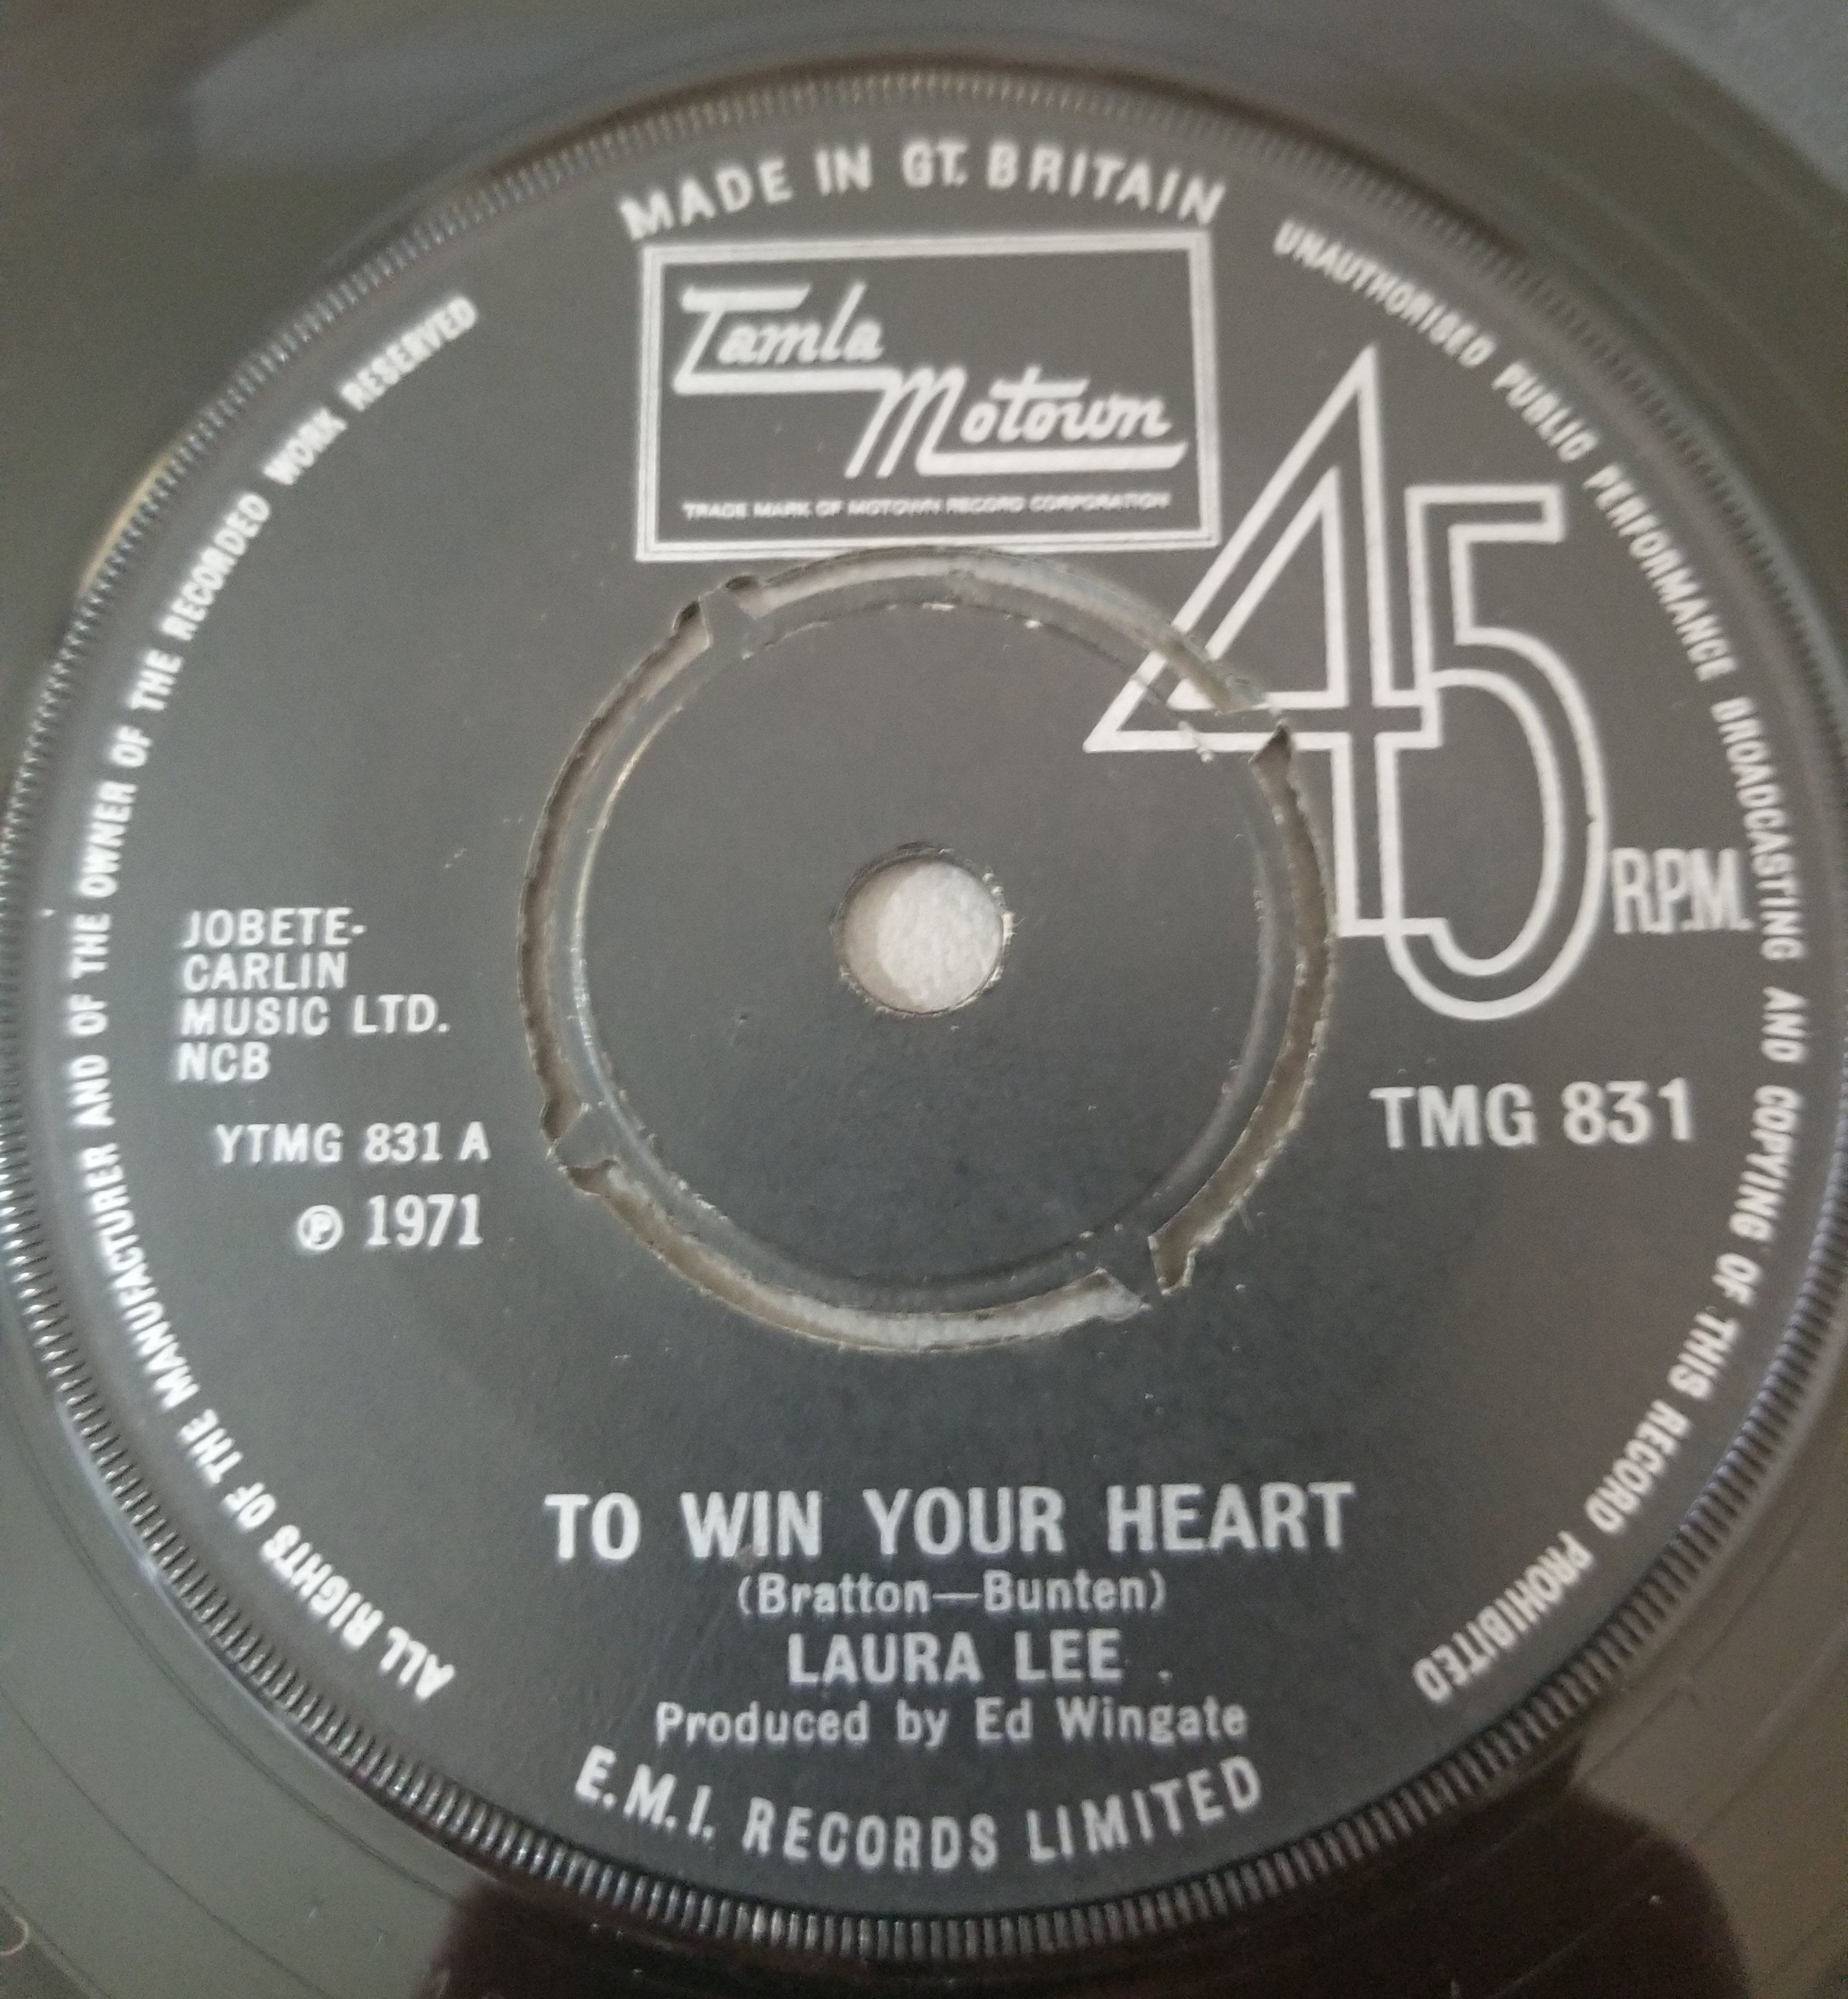 MADE IN GT. BRITAIN
Tamla
Motown
TRADE MARK OF MOTOWN RECORD CORPORATION
45
R.P.M.
JOBETE-
CARLIN
MUSIC LTD.
NCB
YTMG 831 A
℗ 1971
TMG 831
TO WIN YOUR HEART
(Bratton—Bunten)
LAURA LEE
Produced by Ed Wingate
E.M.I. RECORDS LIMITED
ALL RIGHTS OF THE MANUFACTURER AND OF THE OWNER OF THE RECORDED WORK RESERVED
UNAUTHORISED PUBLIC PERFORMANCE BROADCASTING AND COPYING OF THIS RECORD PROHIBITED